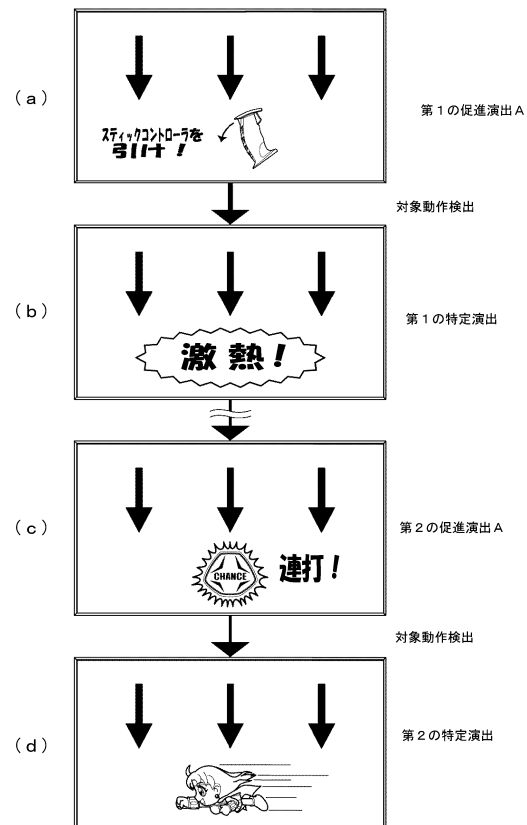 (a)
第1の促進演出A
スティックコントローラを
引け!
対象動作検出
(b)
第1の特定演出
激熱!
(c)
第2の促進演出A
CHANCE
連打!
対象動作検出
(d)
第2の特定演出